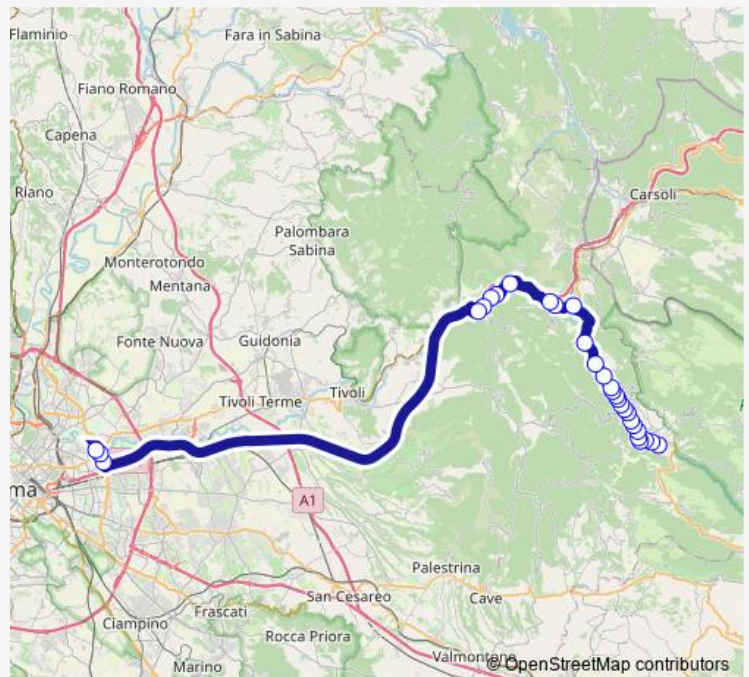 Flaminio
Fara in Sabina
Fiano Romano
Capena
Riano
Carsoli
Palombara
Sabina
Monterotondo
Mentana
Fonte Nuova
Guidonia
Tivoli Terme
Tivoli
ma
A1
Palestrina
San Cesareo
Cave
Frascati
Ciampino
Rocca Priora
Marino
Valmontone
© OpenStreetMap contributors